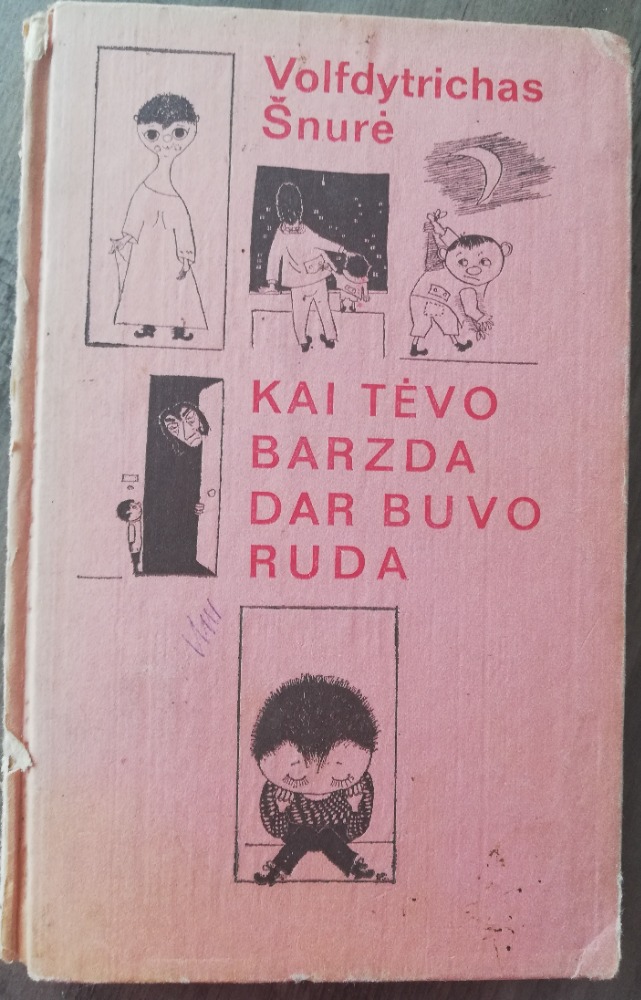 Volfdytrichas
Šnurė
KAI TĖVO
BARZDA
DAR BUVO
RUDA